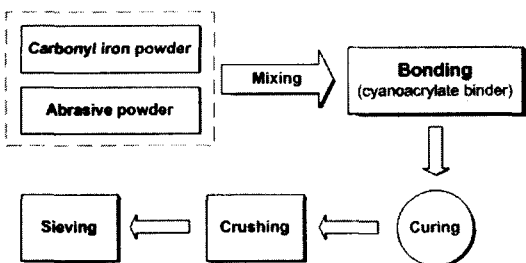 Carbonyl iron powder
Abrasive powder
Mixing
Bonding
(cyanoacrylate binder)
Curing
Crushing
Sieving